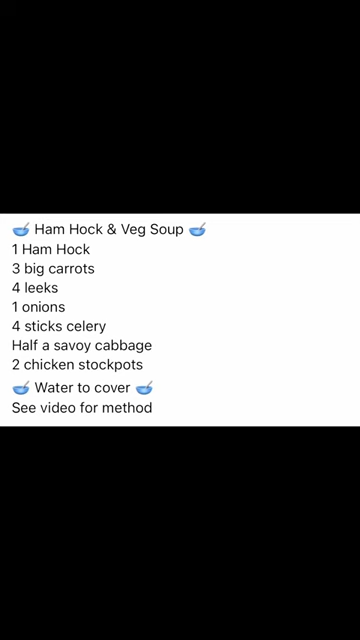 🥣 Ham Hock & Veg Soup 🥣
1 Ham Hock
3 big carrots
4 leeks
1 onions
4 sticks celery
Half a savoy cabbage
2 chicken stockpots
🥣 Water to cover 🥣
See video for method